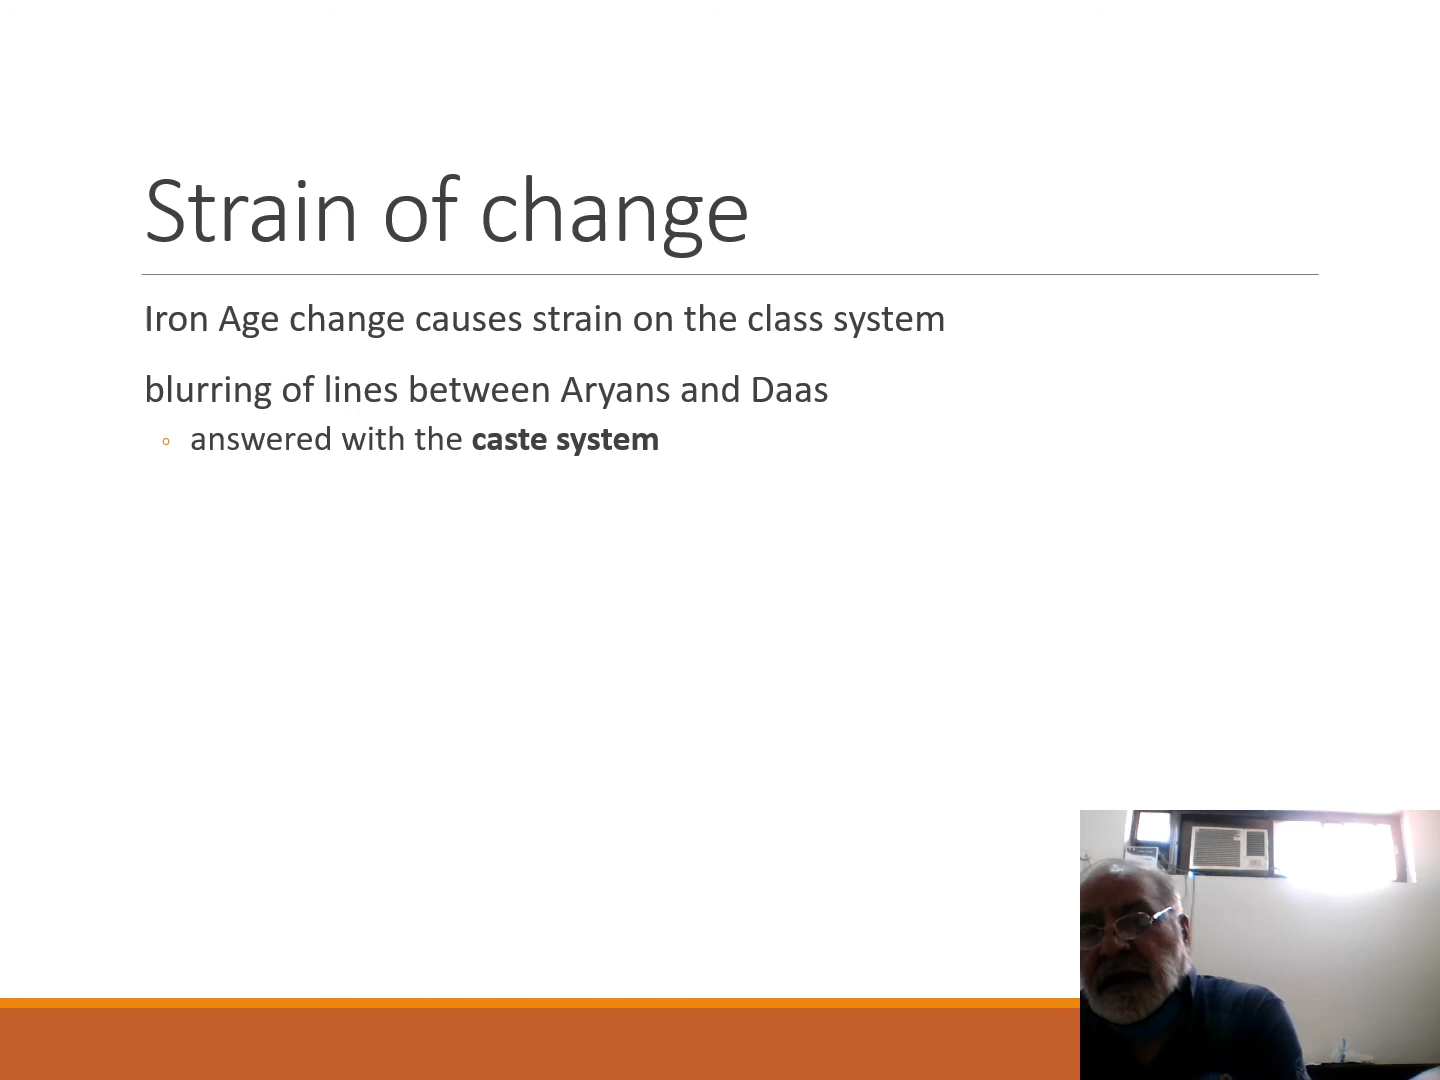 Strain of change
Iron Age change causes strain on the class system
blurring of lines between Aryans and Daas
answered with the caste system